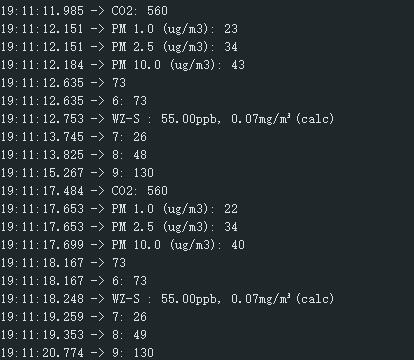 19:11:11.985 -> CO2: 560
19:11:12.151 -> PM 1.0 (ug/m3): 23
19:11:12.151 -> PM 2.5 (ug/m3): 34
19:11:12.184 -> PM 10.0 (ug/m3): 43
19:11:12.635 -> 73
19:11:12.635 -> 6: 73
19:11:12.753 -> WZ-S : 55.00ppb, 0.07mg/m³(calc)
19:11:13.745 -> 7: 26
19:11:13.825 -> 8: 48
19:11:15.267 -> 9: 130
19:11:17.484 -> CO2: 560
19:11:17.653 -> PM 1.0 (ug/m3): 22
19:11:17.653 -> PM 2.5 (ug/m3): 34
19:11:17.699 -> PM 10.0 (ug/m3): 40
19:11:18.167 -> 73
19:11:18.167 -> 6: 73
19:11:18.248 -> WZ-S : 55.00ppb, 0.07mg/m³(calc)
19:11:19.259 -> 7: 26
19:11:19.353 -> 8: 49
19:11:20.774 -> 9: 130